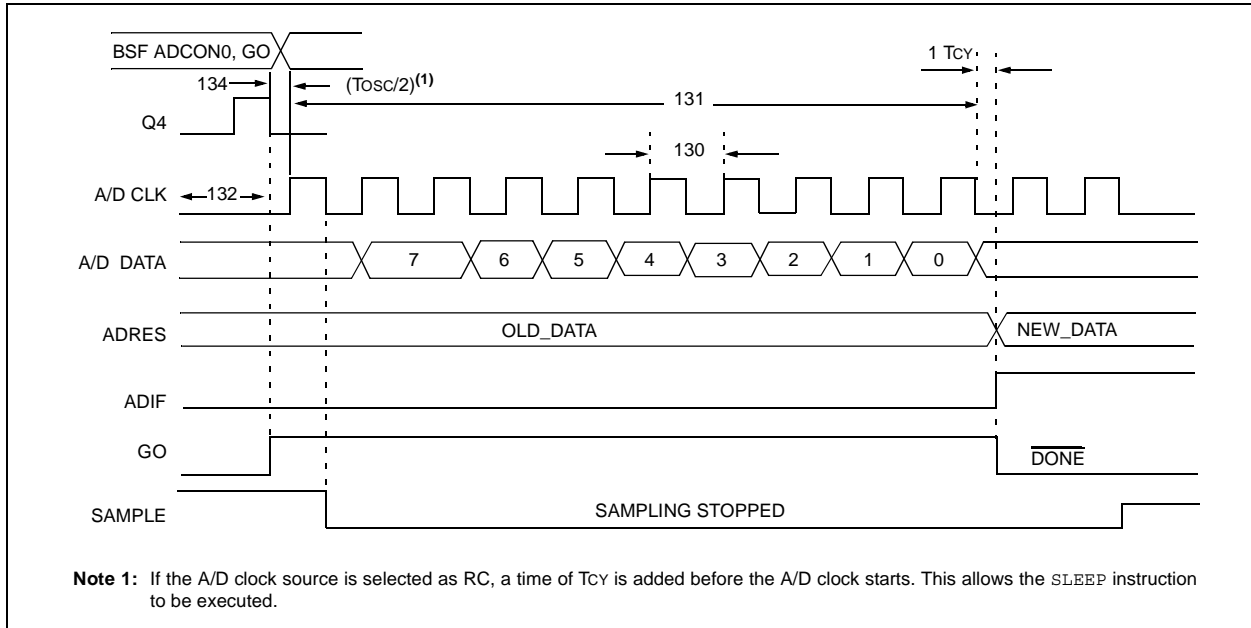 BSF ADCON0, GO
1 TCY
134
(TOSC/2)(1)
131
Q4
130
A/D CLK
132
A/D DATA
7 6 5 4 3 2 1 0
ADRES
OLD_DATA
NEW_DATA
ADIF
GO
DONE
SAMPLE
SAMPLING STOPPED
Note 1: If the A/D clock source is selected as RC, a time of TCY is added before the A/D clock starts. This allows the SLEEP instruction
to be executed.